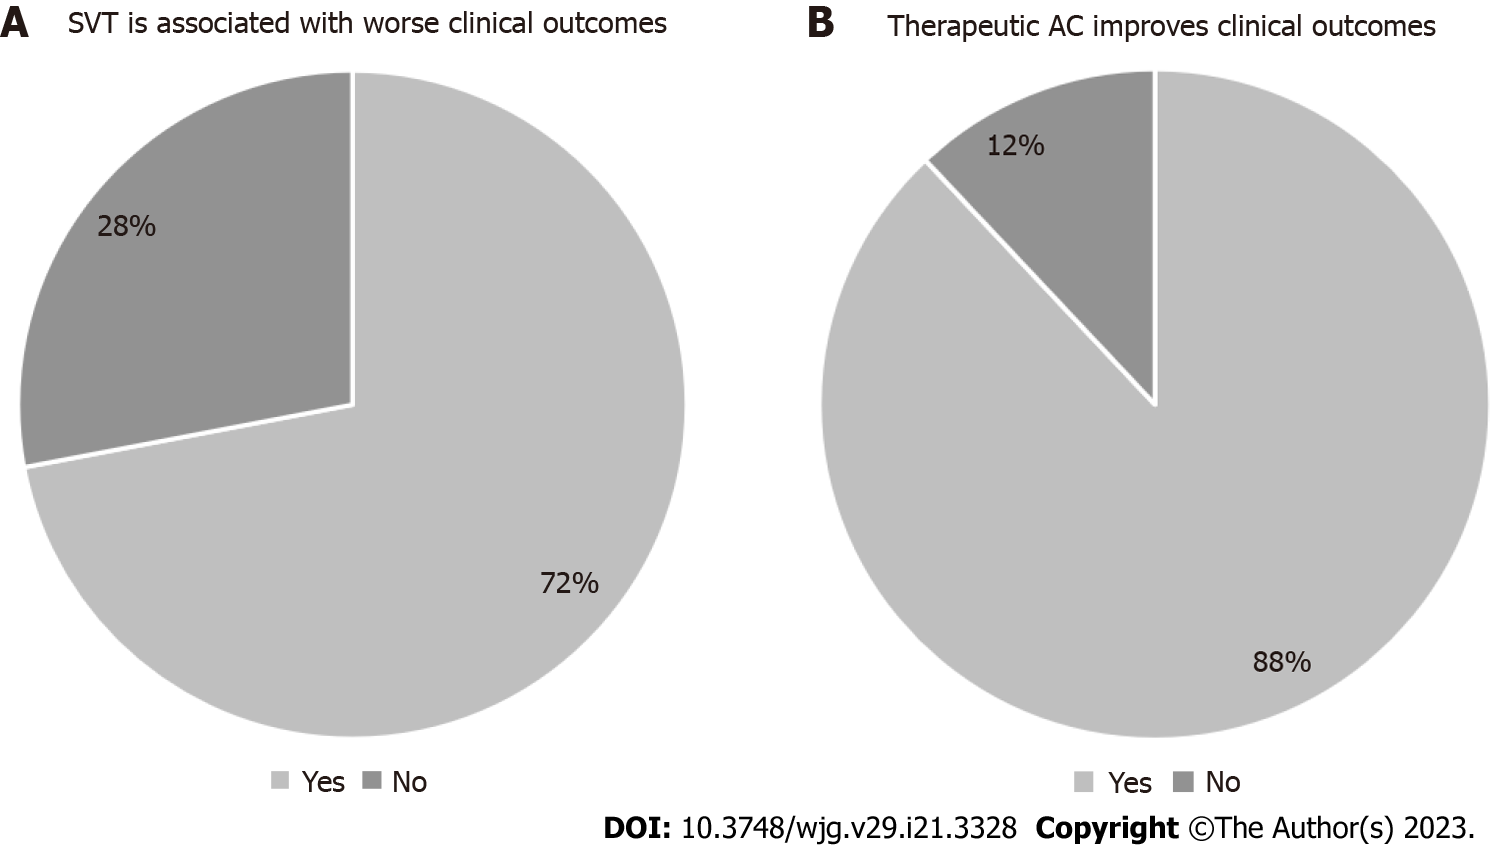 A SVT is associated with worse clinical outcomes
28%
72%
Yes No
B Therapeutic AC improves clinical outcomes
12%
88%
Yes No
DOI: 10.3748/wjg.v29.i21.3328 Copyright ©The Author(s) 2023.